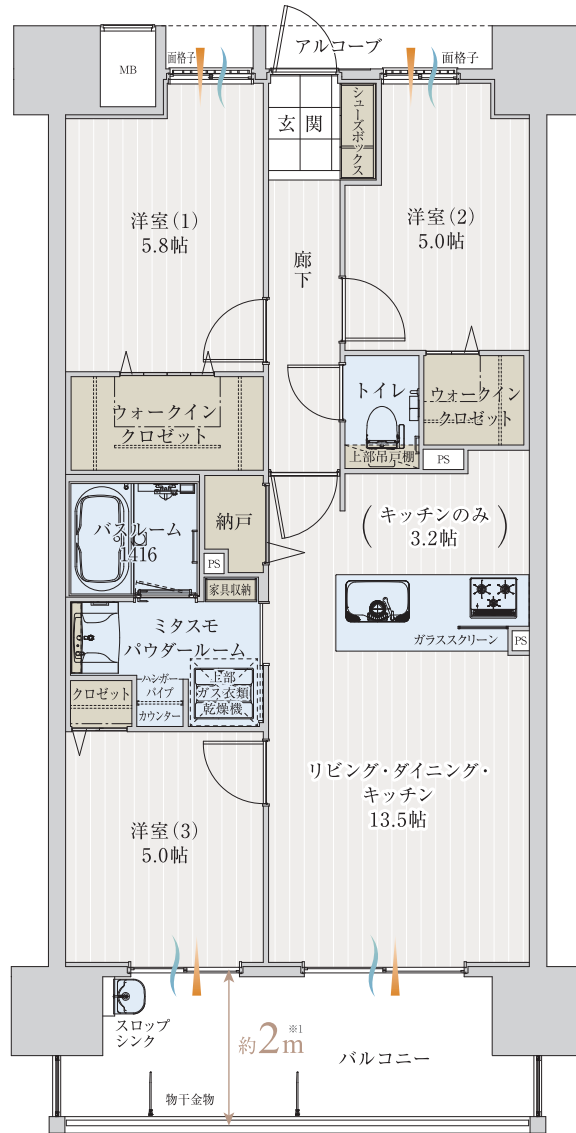 アルコーブ
MB
面格子
面格子
玄関
シューズボックス
洋室(1)
5.8帖
洋室(2)
5.0帖
廊下
ウォークイン
クロゼット
トイレ
上部吊戸棚
ウォークイン
クロゼット
PS
バスルーム
1416
納戸
PS
家具収納
(キッチンのみ)
3.2帖
ミタスモ
パウダールーム
ガラススクリーン
PS
クロゼット
ハンガー
パイプ
カウンター
上部
ガス衣類
乾燥機
洋室(3)
5.0帖
リビング・ダイニング・
キッチン
13.5帖
スロップ
シンク
約2m※1
バルコニー
物干金物